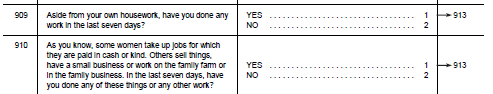 909 Aside from your own housework, have you done any YES ........................................ 1 913
work in the last seven days? NO ........................................ 2
910 As you know, some women take up jobs for which
they are paid in cash or kind. Others sell things,
have a small business or work on the family farm or YES ........................................ 1 913
in the family business. In the last seven days, have NO ........................................ 2
you done any of these things or any other work?